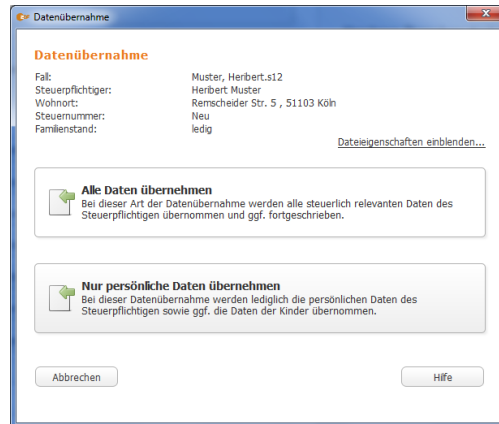 Datenübernahme
Datenübernahme
Fall: Muster, Heribert.s12
Steuerpflichtiger: Heribert Muster
Wohnort: Remscheider Str. 5 , 51103 Köln
Steuernummer: Neu
Familienstand: ledig
Dateieigenschaften einblenden...
Alle Daten übernehmen
Bei dieser Art der Datenübernahme werden alle steuerlich relevanten Daten des
Steuerpflichtigen übernommen und ggf. fortgeschrieben.
Nur persönliche Daten übernehmen
Bei dieser Datenübernahme werden lediglich die persönlichen Daten des
Steuerpflichtigen sowie ggf. die Daten der Kinder übernommen.
Abbrechen Hilfe